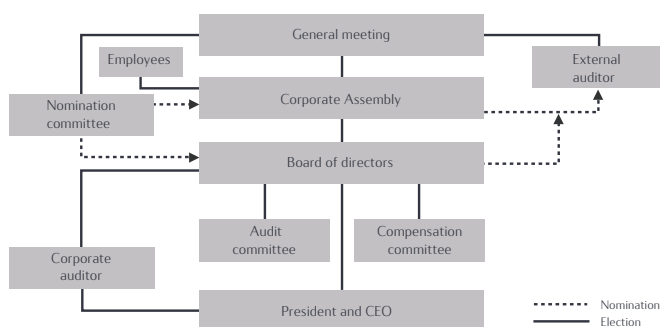 General meeting
Employees
External
auditor
Nomination
committee
Corporate Assembly
Board of directors
Audit
committee
Compensation
committee
Corporate
auditor
President and CEO
Nomination
Election